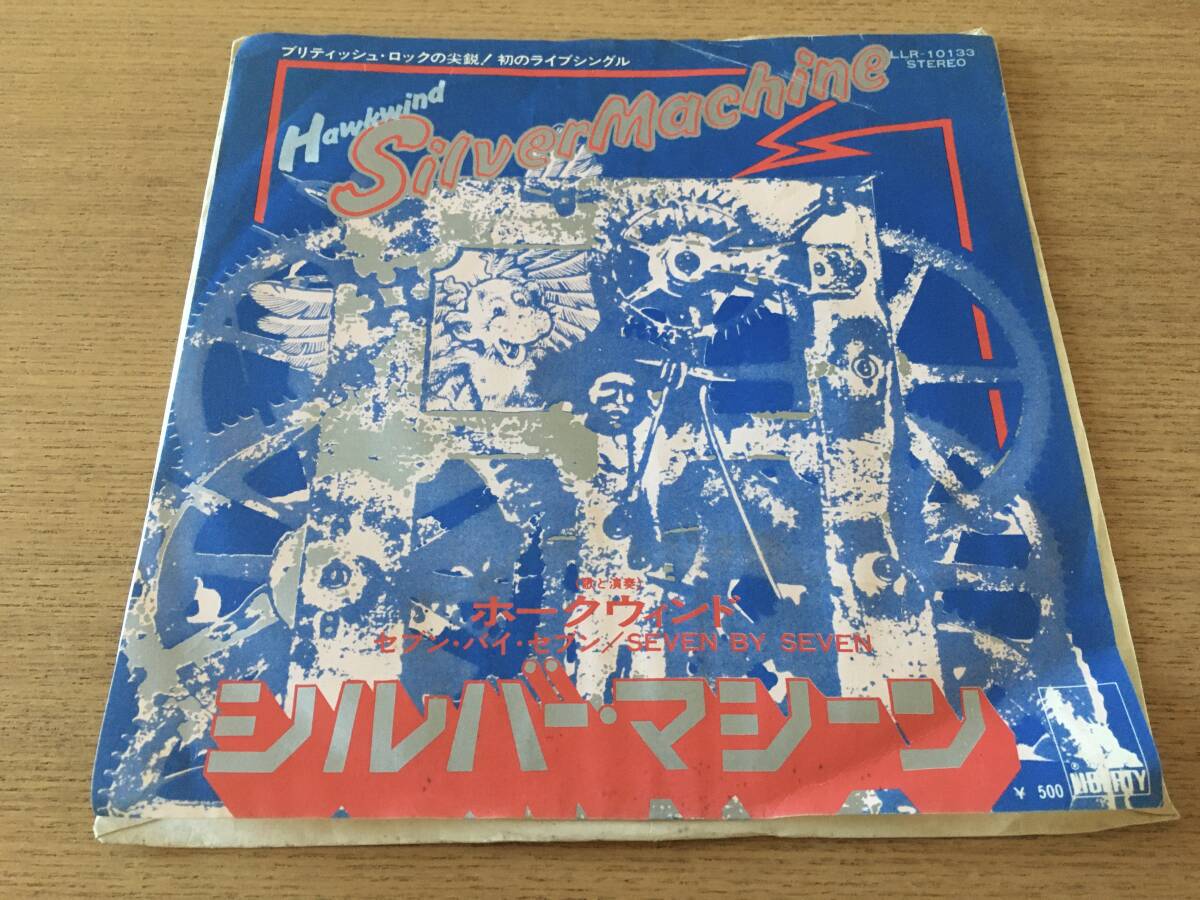 ブリティッシュ・ロックの尖鋭！初のライブシングル
LLR-10133
STEREO
Hawkwind
Silver Machine
(歌と演奏)
ホークウィンド
セブン・バイ・セブン/SEVEN BY SEVEN
シルバー・マシーン
¥ 500
® LIBERTY